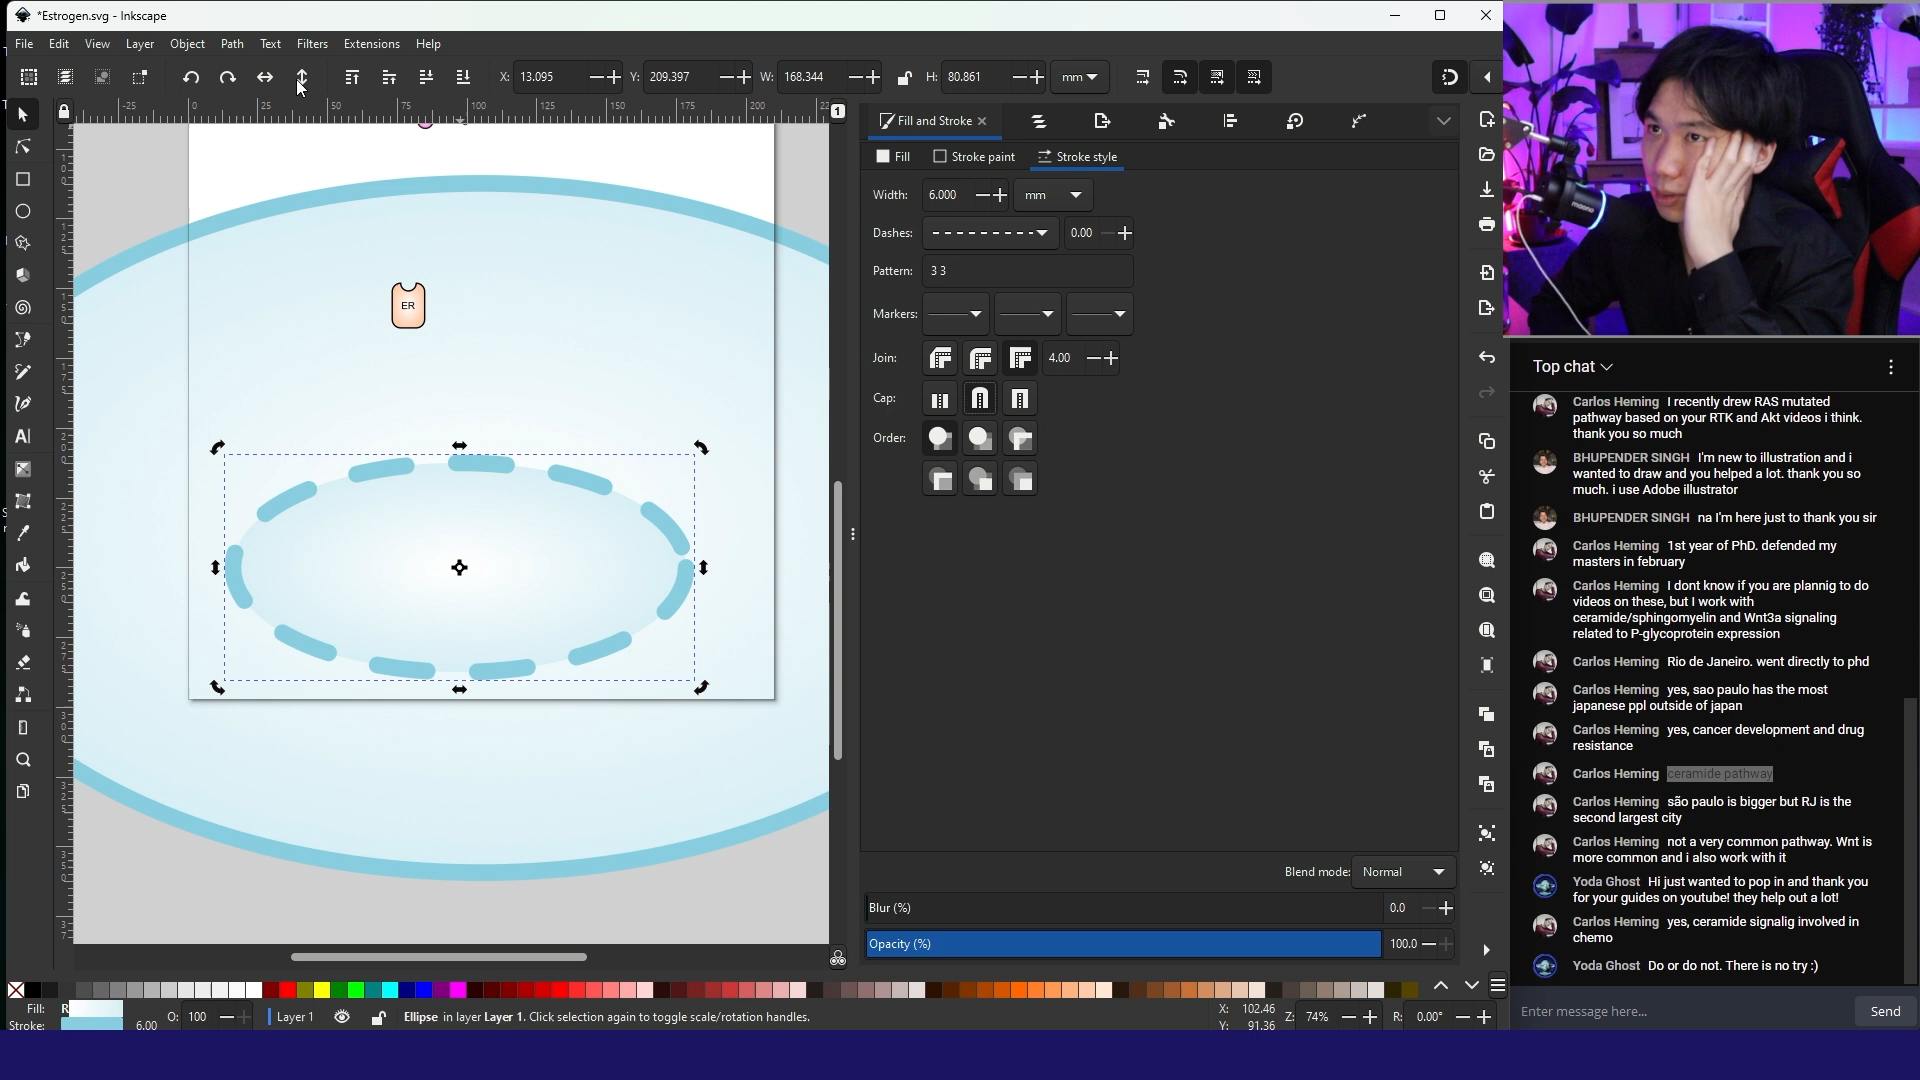 *Estrogen.svg - Inkscape
File Edit View Layer Object Path Text Filters Extensions Help
X: 13.095 Y: 209.397 W: 168.344 H: 80.861 mm
-25 0 25 50 75 100 125 150 175 200
1
Fill and Stroke
Fill Stroke paint Stroke style
Width: 6.000 mm
Dashes: 0.00
Pattern: 3 3
Markers:
Join: 4.00
Cap:
Order:
ER
Blend mode: Normal
Blur (%) 0.0
Opacity (%) 100.0
Fill: R
Stroke: 6.00
O: 100
Layer 1
Ellipse in layer Layer 1. Click selection again to toggle scale/rotation handles.
X: 102.46
Y: 91.36
Z: 74%
R: 0.00°
maono
Top chat
Carlos Heming I recently drew RAS mutated
pathway based on your RTK and Akt videos i think.
thank you so much
BHUPENDER SINGH I'm new to illustration and i
wanted to draw and you helped a lot. thank you so
much. i use Adobe illustrator
BHUPENDER SINGH na I'm here just to thank you sir
Carlos Heming 1st year of PhD. defended my
masters in february
Carlos Heming I dont know if you are plannig to do
videos on these, but I work with
ceramide/sphingomyelin and Wnt3a signaling
related to P-glycoprotein expression
Carlos Heming Rio de Janeiro. went directly to phd
Carlos Heming yes, sao paulo has the most
japanese ppl outside of japan
Carlos Heming yes, cancer development and drug
resistance
Carlos Heming ceramide pathway
Carlos Heming são paulo is bigger but RJ is the
second largest city
Carlos Heming not a very common pathway. Wnt is
more common and i also work with it
Yoda Ghost Hi just wanted to pop in and thank you
for your guides on youtube! they help out a lot!
Carlos Heming yes, ceramide signalig involved in
chemo
Yoda Ghost Do or do not. There is no try :)
Enter message here...
Send